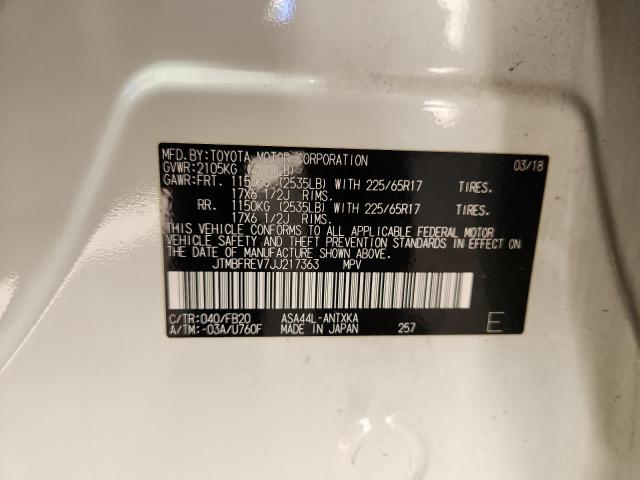 MFD.BY:TOYOTA MOTOR CORPORATION 03/18
GVWR:2105KG
GAWR:FRT. (2535LB) WITH 225/65R17 TIRES.
17X6 1/2J RIMS.
RR. 1150KG (2535LB) WITH 225/65R17 TIRES.
17X6 1/2J RIMS.
THIS VEHICLE CONFORMS TO ALL APPLICABLE FEDERAL MOTOR
VEHICLE SAFETY AND THEFT PREVENTION STANDARDS IN EFFECT ON
THE DATE OF MANUFACTURE SHOWN ABOVE.
JTMBFREV7JJ217363 MPV
C/TR:040/FB20 ASA44L-ANTXKA
A/TM:-03A/U760F MADE IN JAPAN 257 E